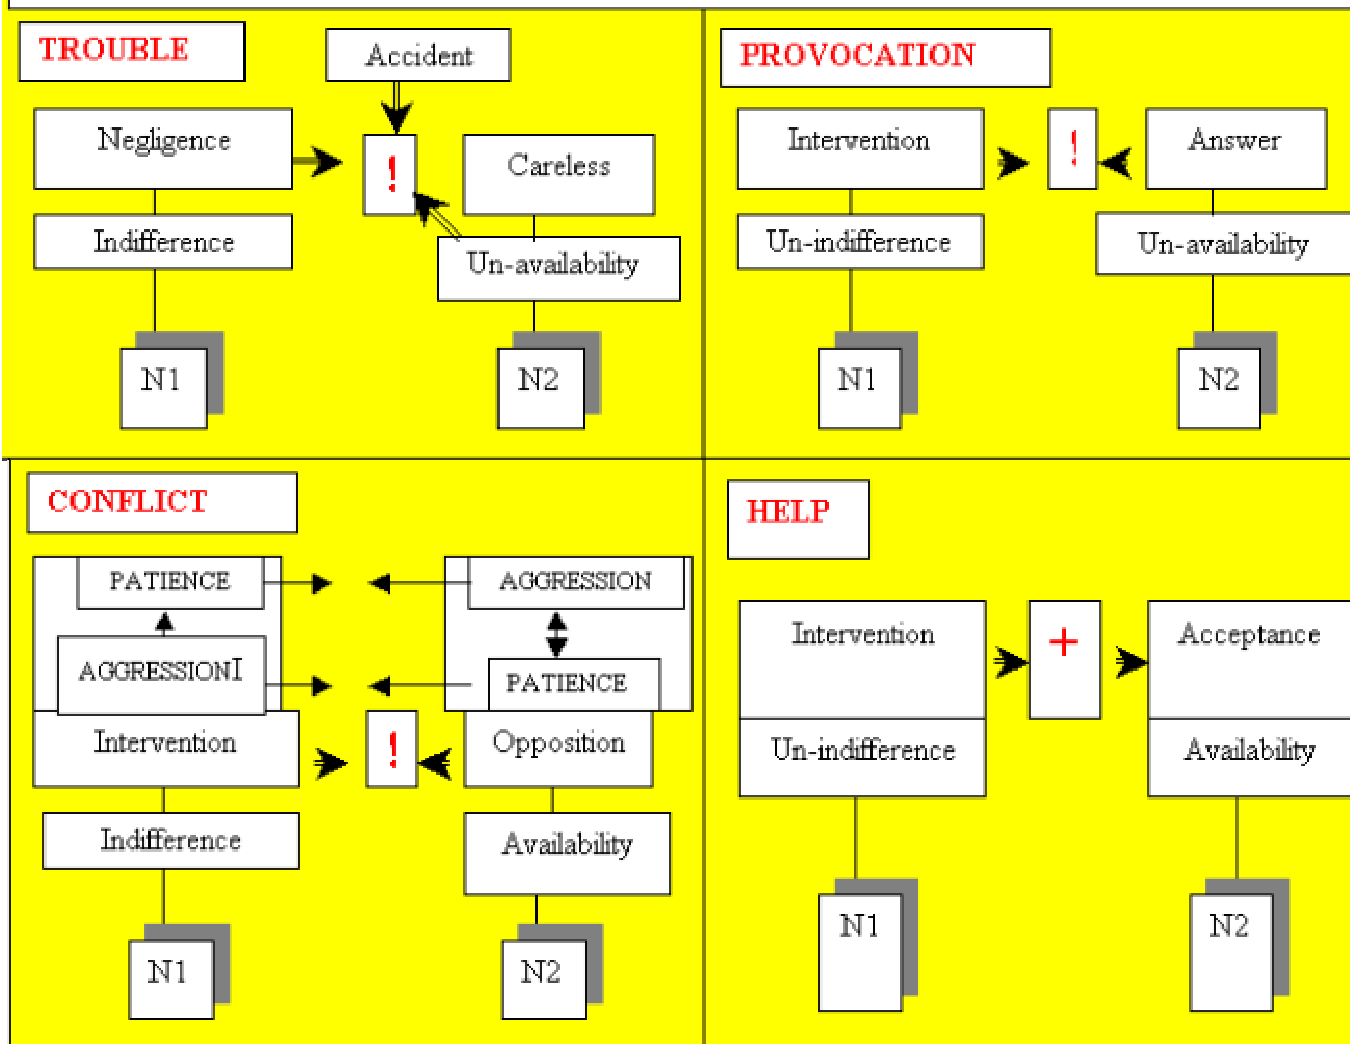 TROUBLE
Accident
Negligence
!
Careless
Indifference
Un-availability
N1
N2
PROVOCATION
Intervention
!
Answer
Un-indifference
Un-availability
N1
N2
CONFLICT
PATIENCE
AGGRESSION
AGGRESSIONI
PATIENCE
Intervention
!
Opposition
Indifference
Availability
N1
N2
HELP
Intervention
+
Acceptance
Un-indifference
Availability
N1
N2